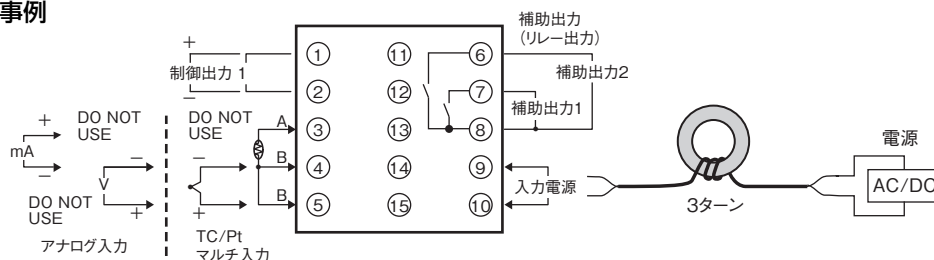 事例
補助出力
（リレー出力）
+
制御出力 1
−
1
2
3
4
5
11
12
13
14
15
6
7
8
9
10
補助出力2
補助出力1
DO NOT
USE
+
mA
−
DO NOT
USE
−
V
+
アナログ入力
DO NOT
USE
A
B
B
−
+
TC/Pt
マルチ入力
入力電源
3ターン
電源
AC/DC